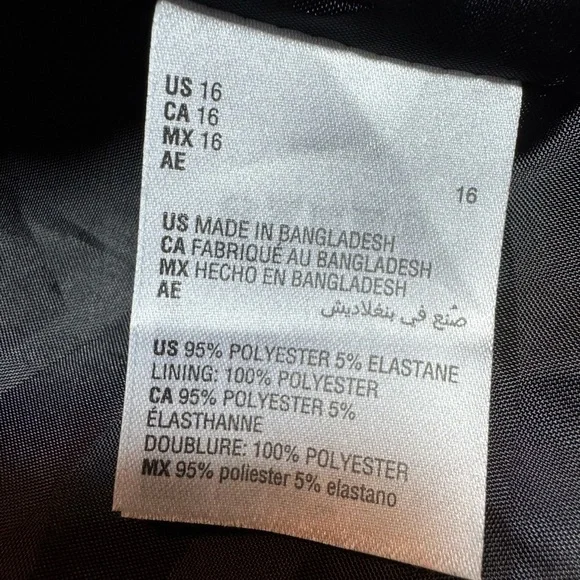 US 16
CA 16
MX 16
AE
16
US MADE IN BANGLADESH
CA FABRIQUÉ AU BANGLADESH
MX HECHO EN BANGLADESH
AE
صُنع في بنغلاديش
US 95% POLYESTER 5% ELASTANE
LINING: 100% POLYESTER
CA 95% POLYESTER 5%
ÉLASTHANNE
DOUBLURE: 100% POLYESTER
MX 95% poliester 5% elastano